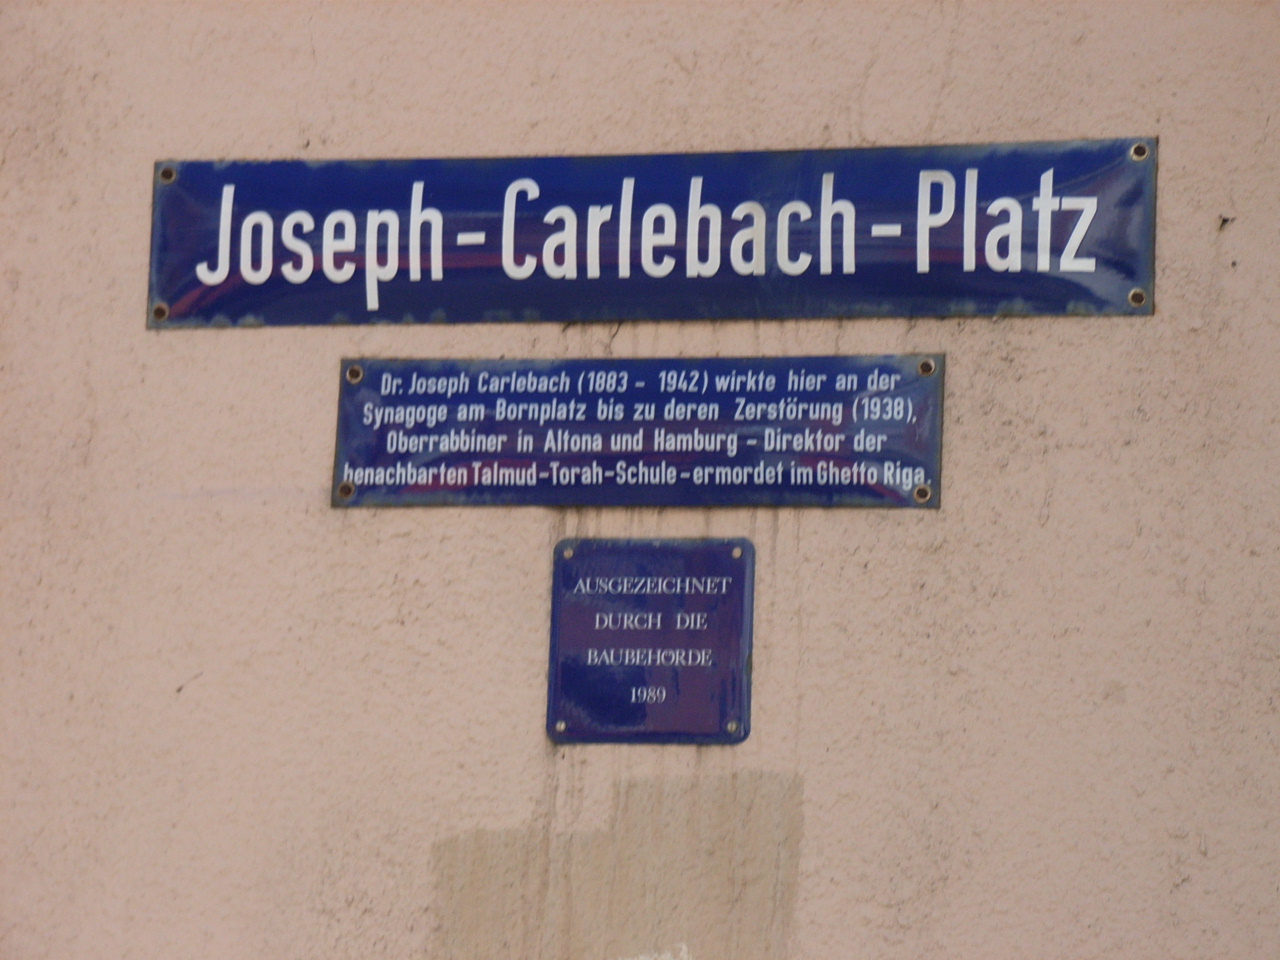 Joseph-Carlebach-Platz
Dr. Joseph Carlebach (1883 - 1942) wirkte hier an der
Synagoge am Bornplatz bis zu deren Zerstörung (1938),
Oberrabbiner in Altona und Hamburg - Direktor der
benachbarten Talmud-Torah-Schule - ermordet im Ghetto Riga.
AUSGEZEICHNET
DURCH DIE
BAUBEHÖRDE
1989